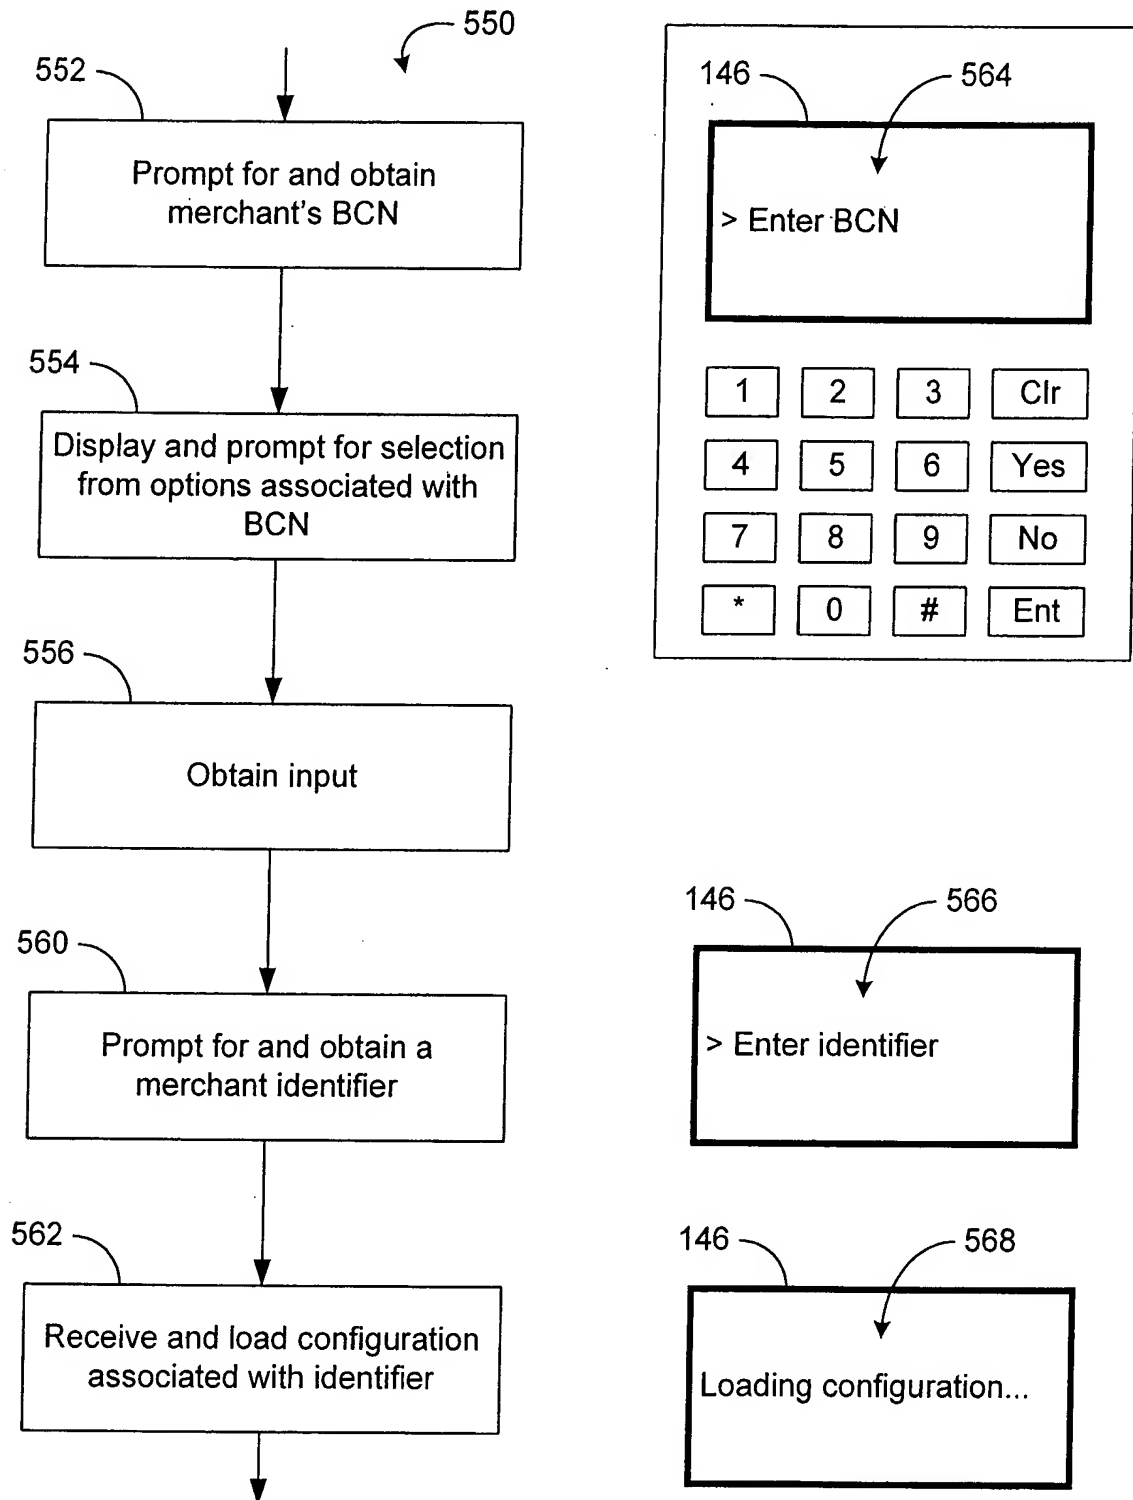 550
552
Prompt for and obtain
merchant's BCN
554
Display and prompt for selection
from options associated with
BCN
556
Obtain input
560
Prompt for and obtain a
merchant identifier
562
Receive and load configuration
associated with identifier
146
564
> Enter BCN
1 2 3 Clr
4 5 6 Yes
7 8 9 No
* 0 # Ent
146
566
> Enter identifier
146
568
Loading configuration...